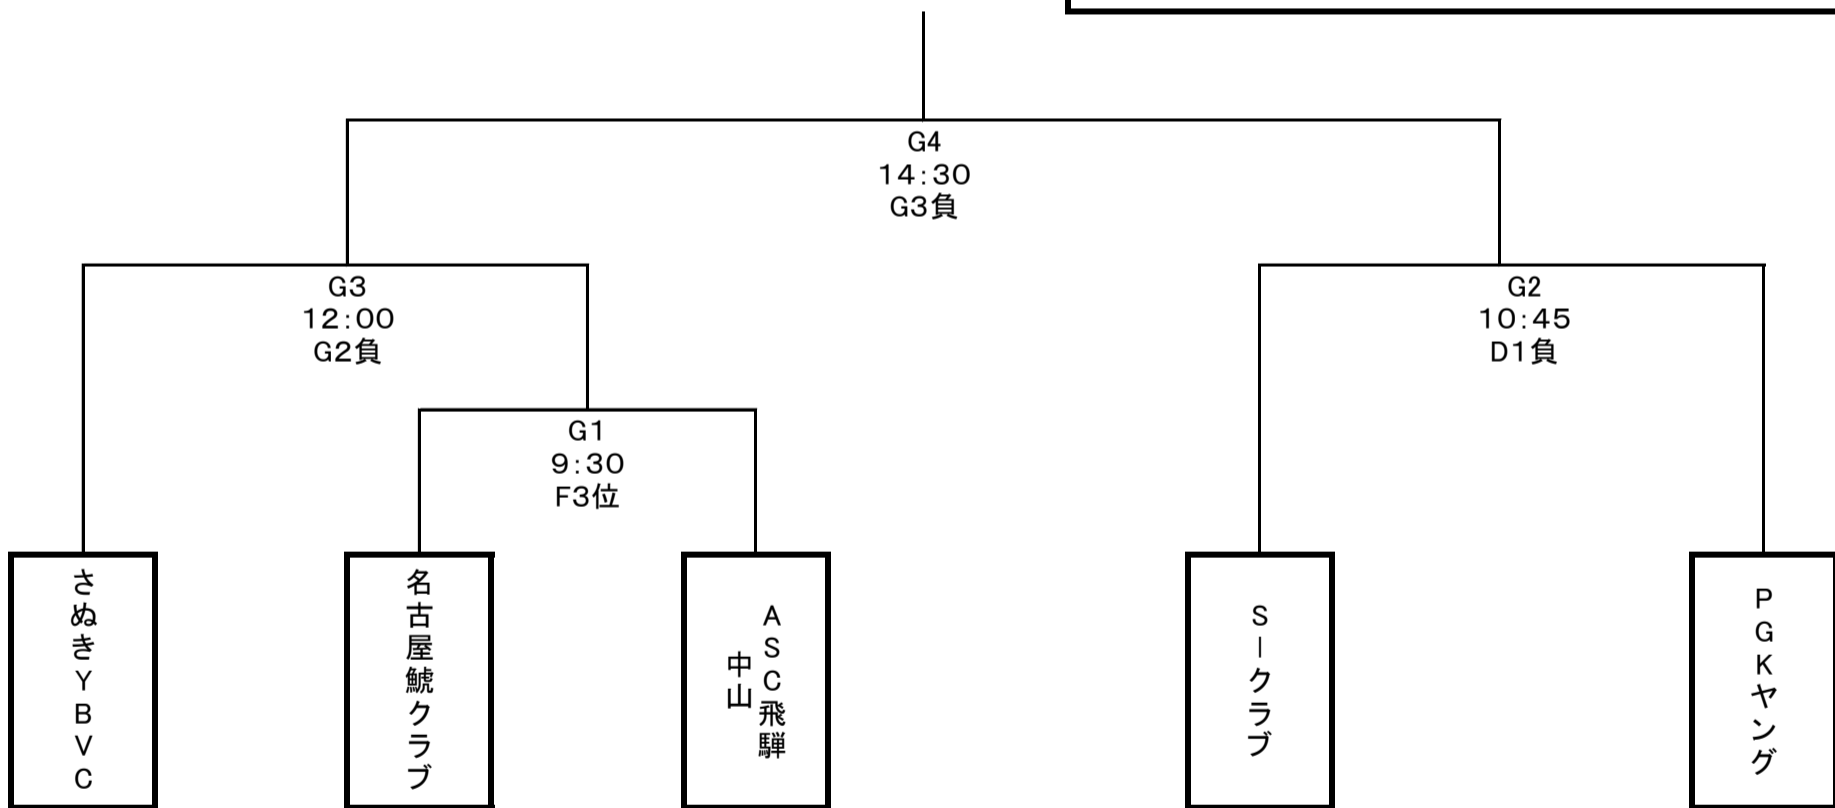 G4
14:30
G3負
G3
12:00
G2負
G2
10:45
D1負
G1
9:30
F3位
さぬきYBVC
名古屋鯱クラブ
ASC飛騨
中山
S-クラブ
PGKヤング